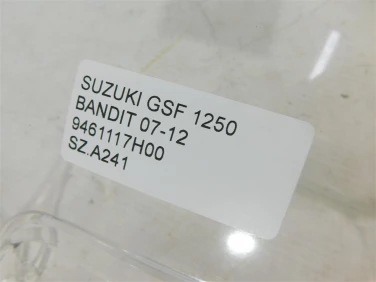 SUZUKI GSF 1250
BANDIT 07-12
9461117H00
SZ.A241